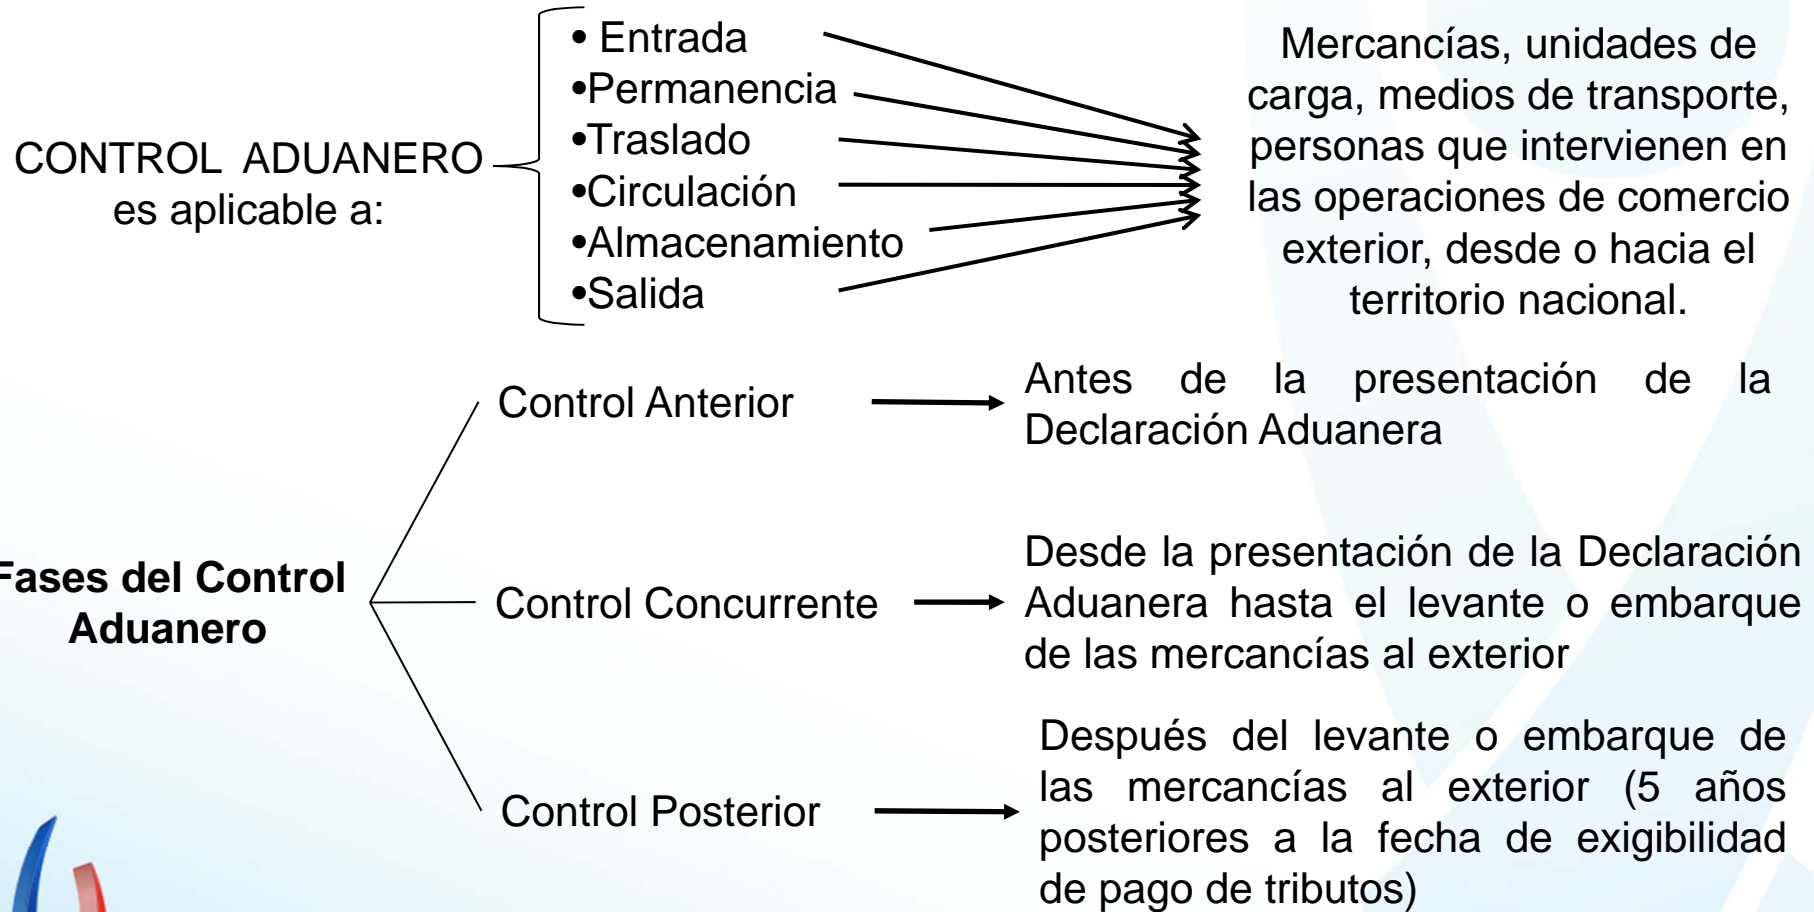 CONTROL ADUANERO
es aplicable a:
• Entrada
•Permanencia
•Traslado
•Circulación
•Almacenamiento
•Salida
Mercancías, unidades de
carga, medios de transporte,
personas que intervienen en
las operaciones de comercio
exterior, desde o hacia el
territorio nacional.
Fases del Control
Aduanero
Control Anterior
Antes de la presentación de la
Declaración Aduanera
Control Concurrente
Desde la presentación de la Declaración
Aduanera hasta el levante o embarque
de las mercancías al exterior
Control Posterior
Después del levante o embarque de
las mercancías al exterior (5 años
posteriores a la fecha de exigibilidad
de pago de tributos)